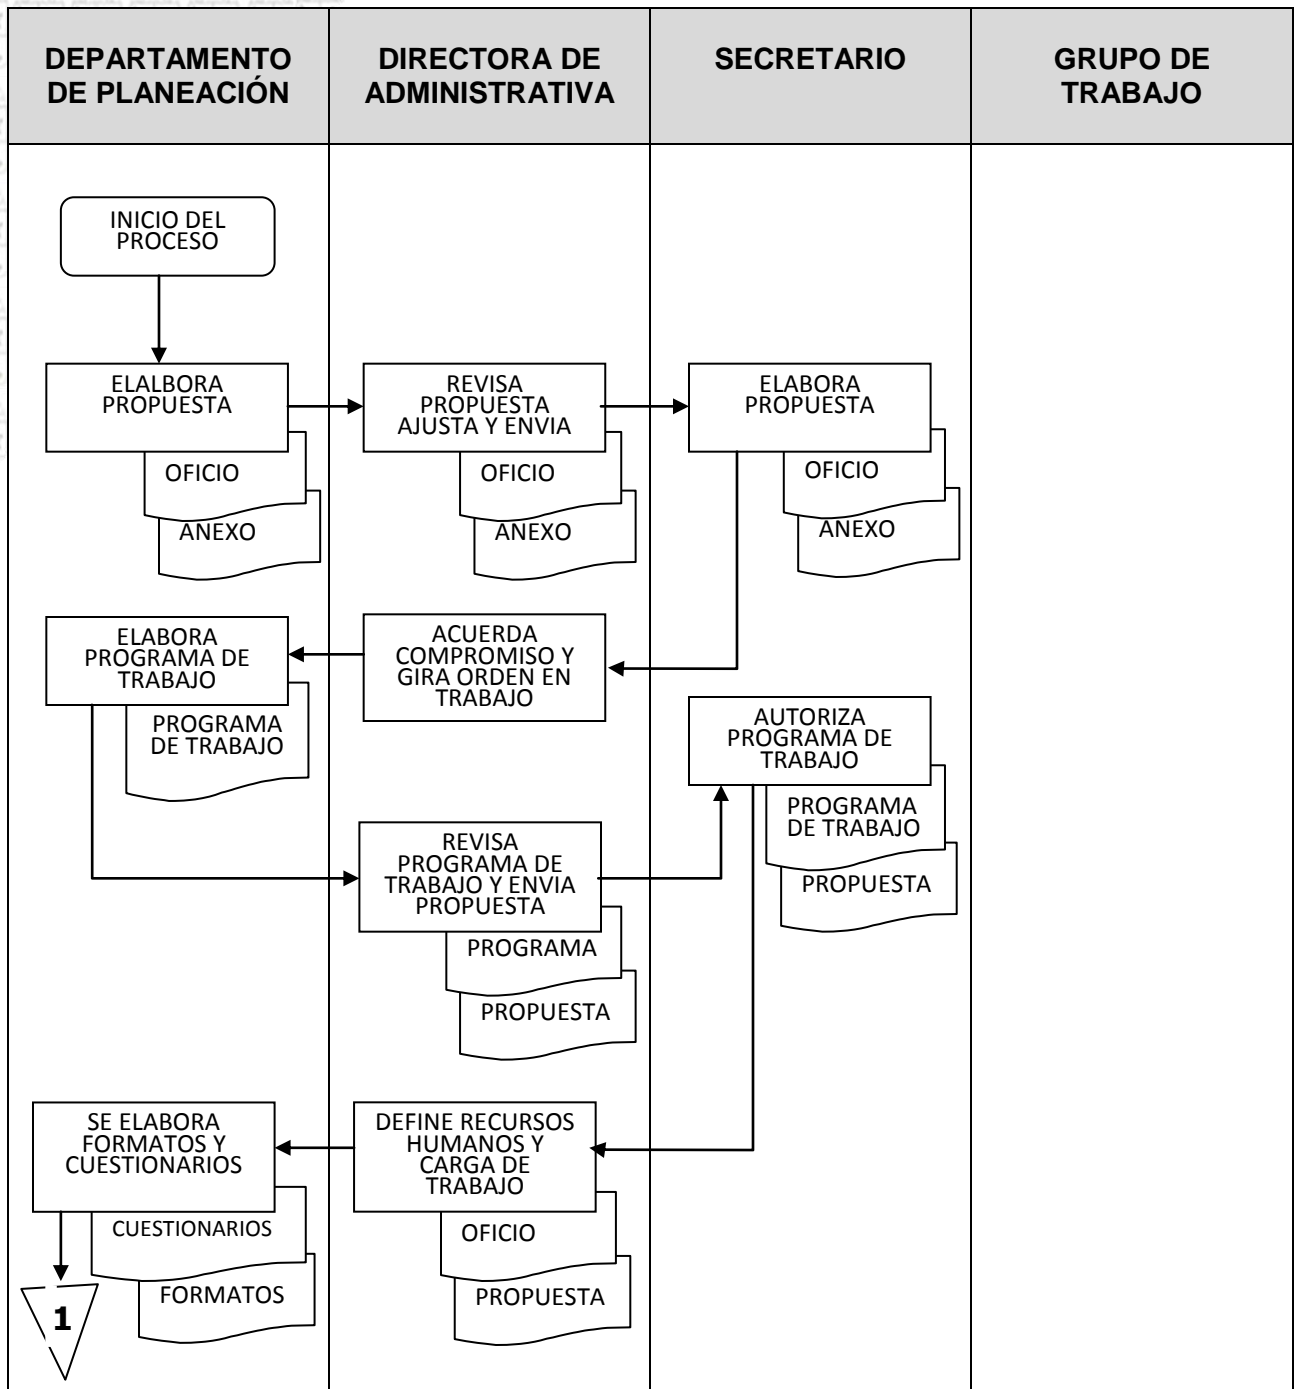 DEPARTAMENTO
DE PLANEACIÓN
DIRECTORA DE
ADMINISTRATIVA
SECRETARIO
GRUPO DE
TRABAJO
INICIO DEL
PROCESO
ELALBORA
PROPUESTA
OFICIO
ANEXO
REVISA
PROPUESTA
AJUSTA Y ENVIA
OFICIO
ANEXO
ELABORA
PROPUESTA
OFICIO
ANEXO
ELABORA
PROGRAMA DE
TRABAJO
PROGRAMA
DE TRABAJO
ACUERDA
COMPROMISO Y
GIRA ORDEN EN
TRABAJO
AUTORIZA
PROGRAMA DE
TRABAJO
PROGRAMA
DE TRABAJO
PROPUESTA
REVISA
PROGRAMA DE
TRABAJO Y ENVIA
PROPUESTA
PROGRAMA
PROPUESTA
SE ELABORA
FORMATOS Y
CUESTIONARIOS
CUESTIONARIOS
FORMATOS
DEFINE RECURSOS
HUMANOS Y
CARGA DE
TRABAJO
OFICIO
PROPUESTA
1